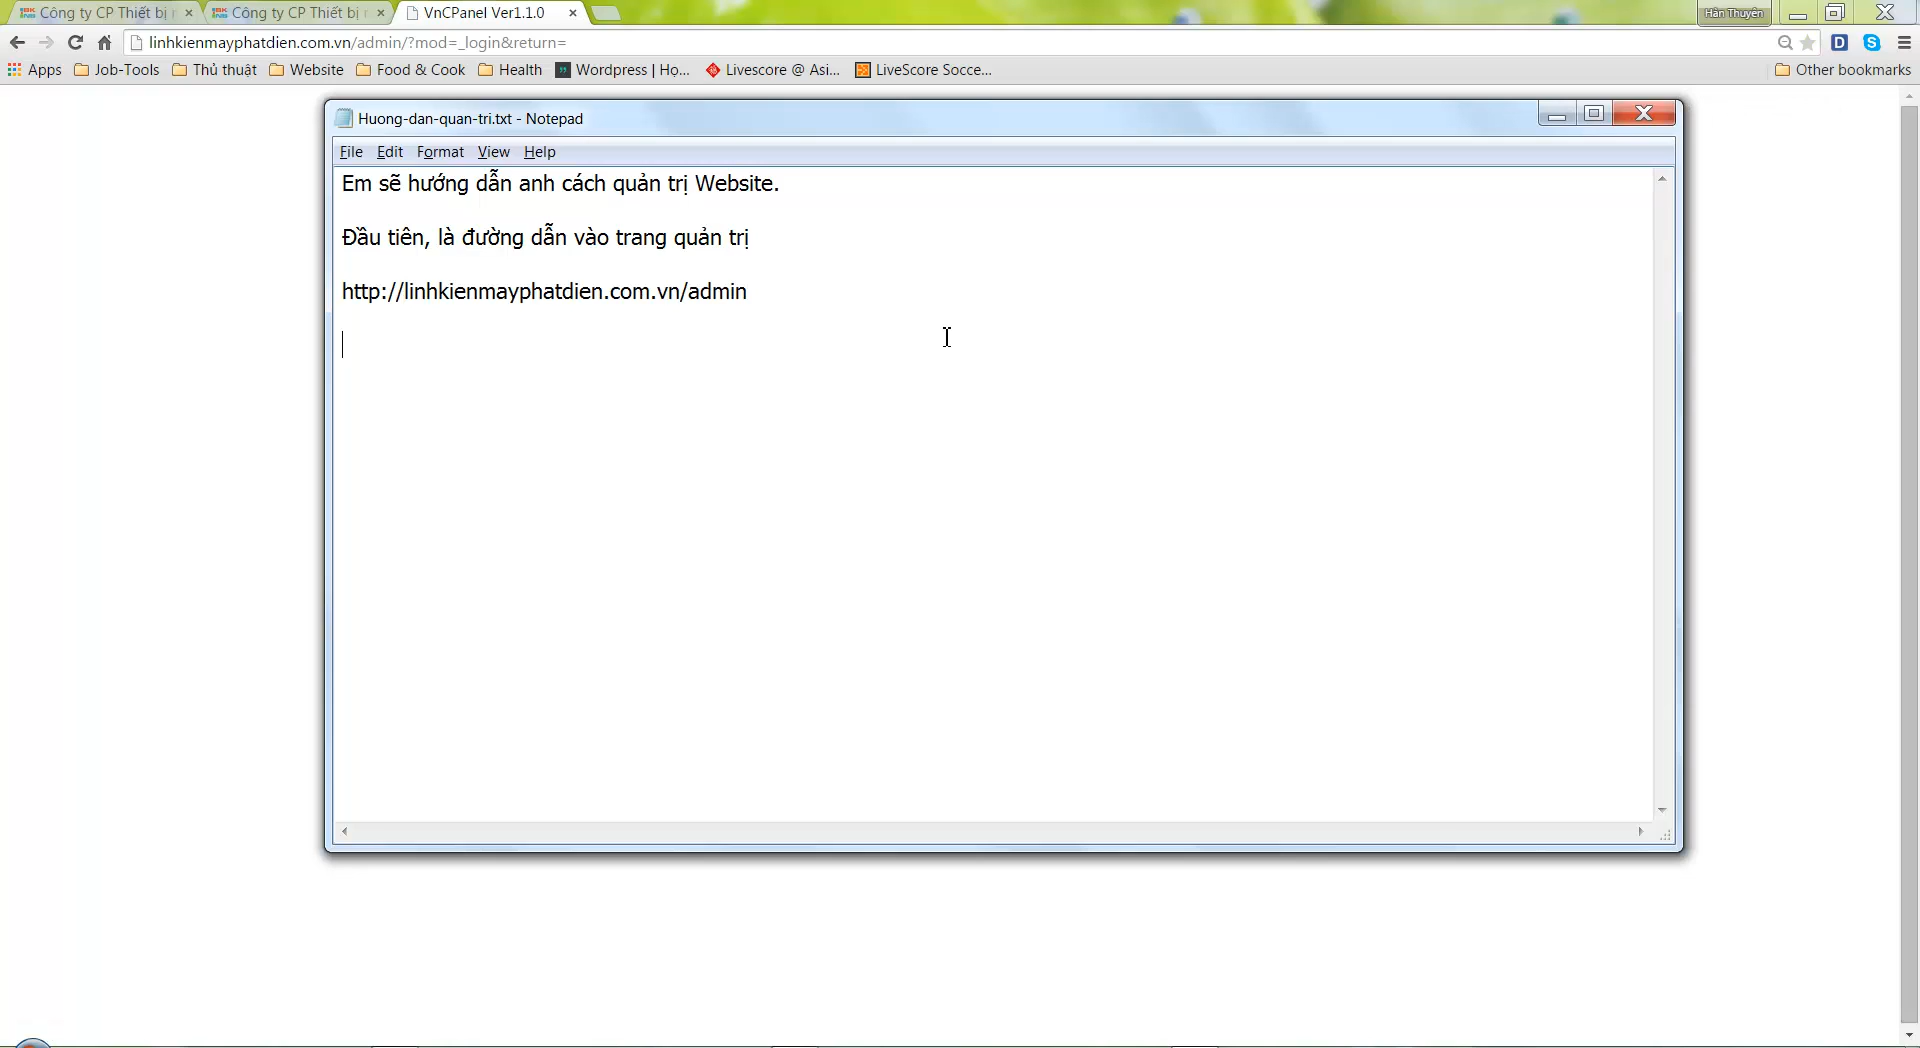 Công ty CP Thiết bị
Công ty CP Thiết bị
VnCPanel Ver1.1.0
Hàn Thuyên
linhkienmayphatdien.com.vn/admin/?mod=_login&return=
Apps
Job-Tools
Thủ thuật
Website
Food & Cook
Health
Wordpress | Họ...
Livescore @ Asi...
LiveScore Socce...
Other bookmarks
Huong-dan-quan-tri.txt - Notepad
File Edit Format View Help
Em sẽ hướng dẫn anh cách quản trị Website.
Đầu tiên, là đường dẫn vào trang quản trị
http://linhkienmayphatdien.com.vn/admin